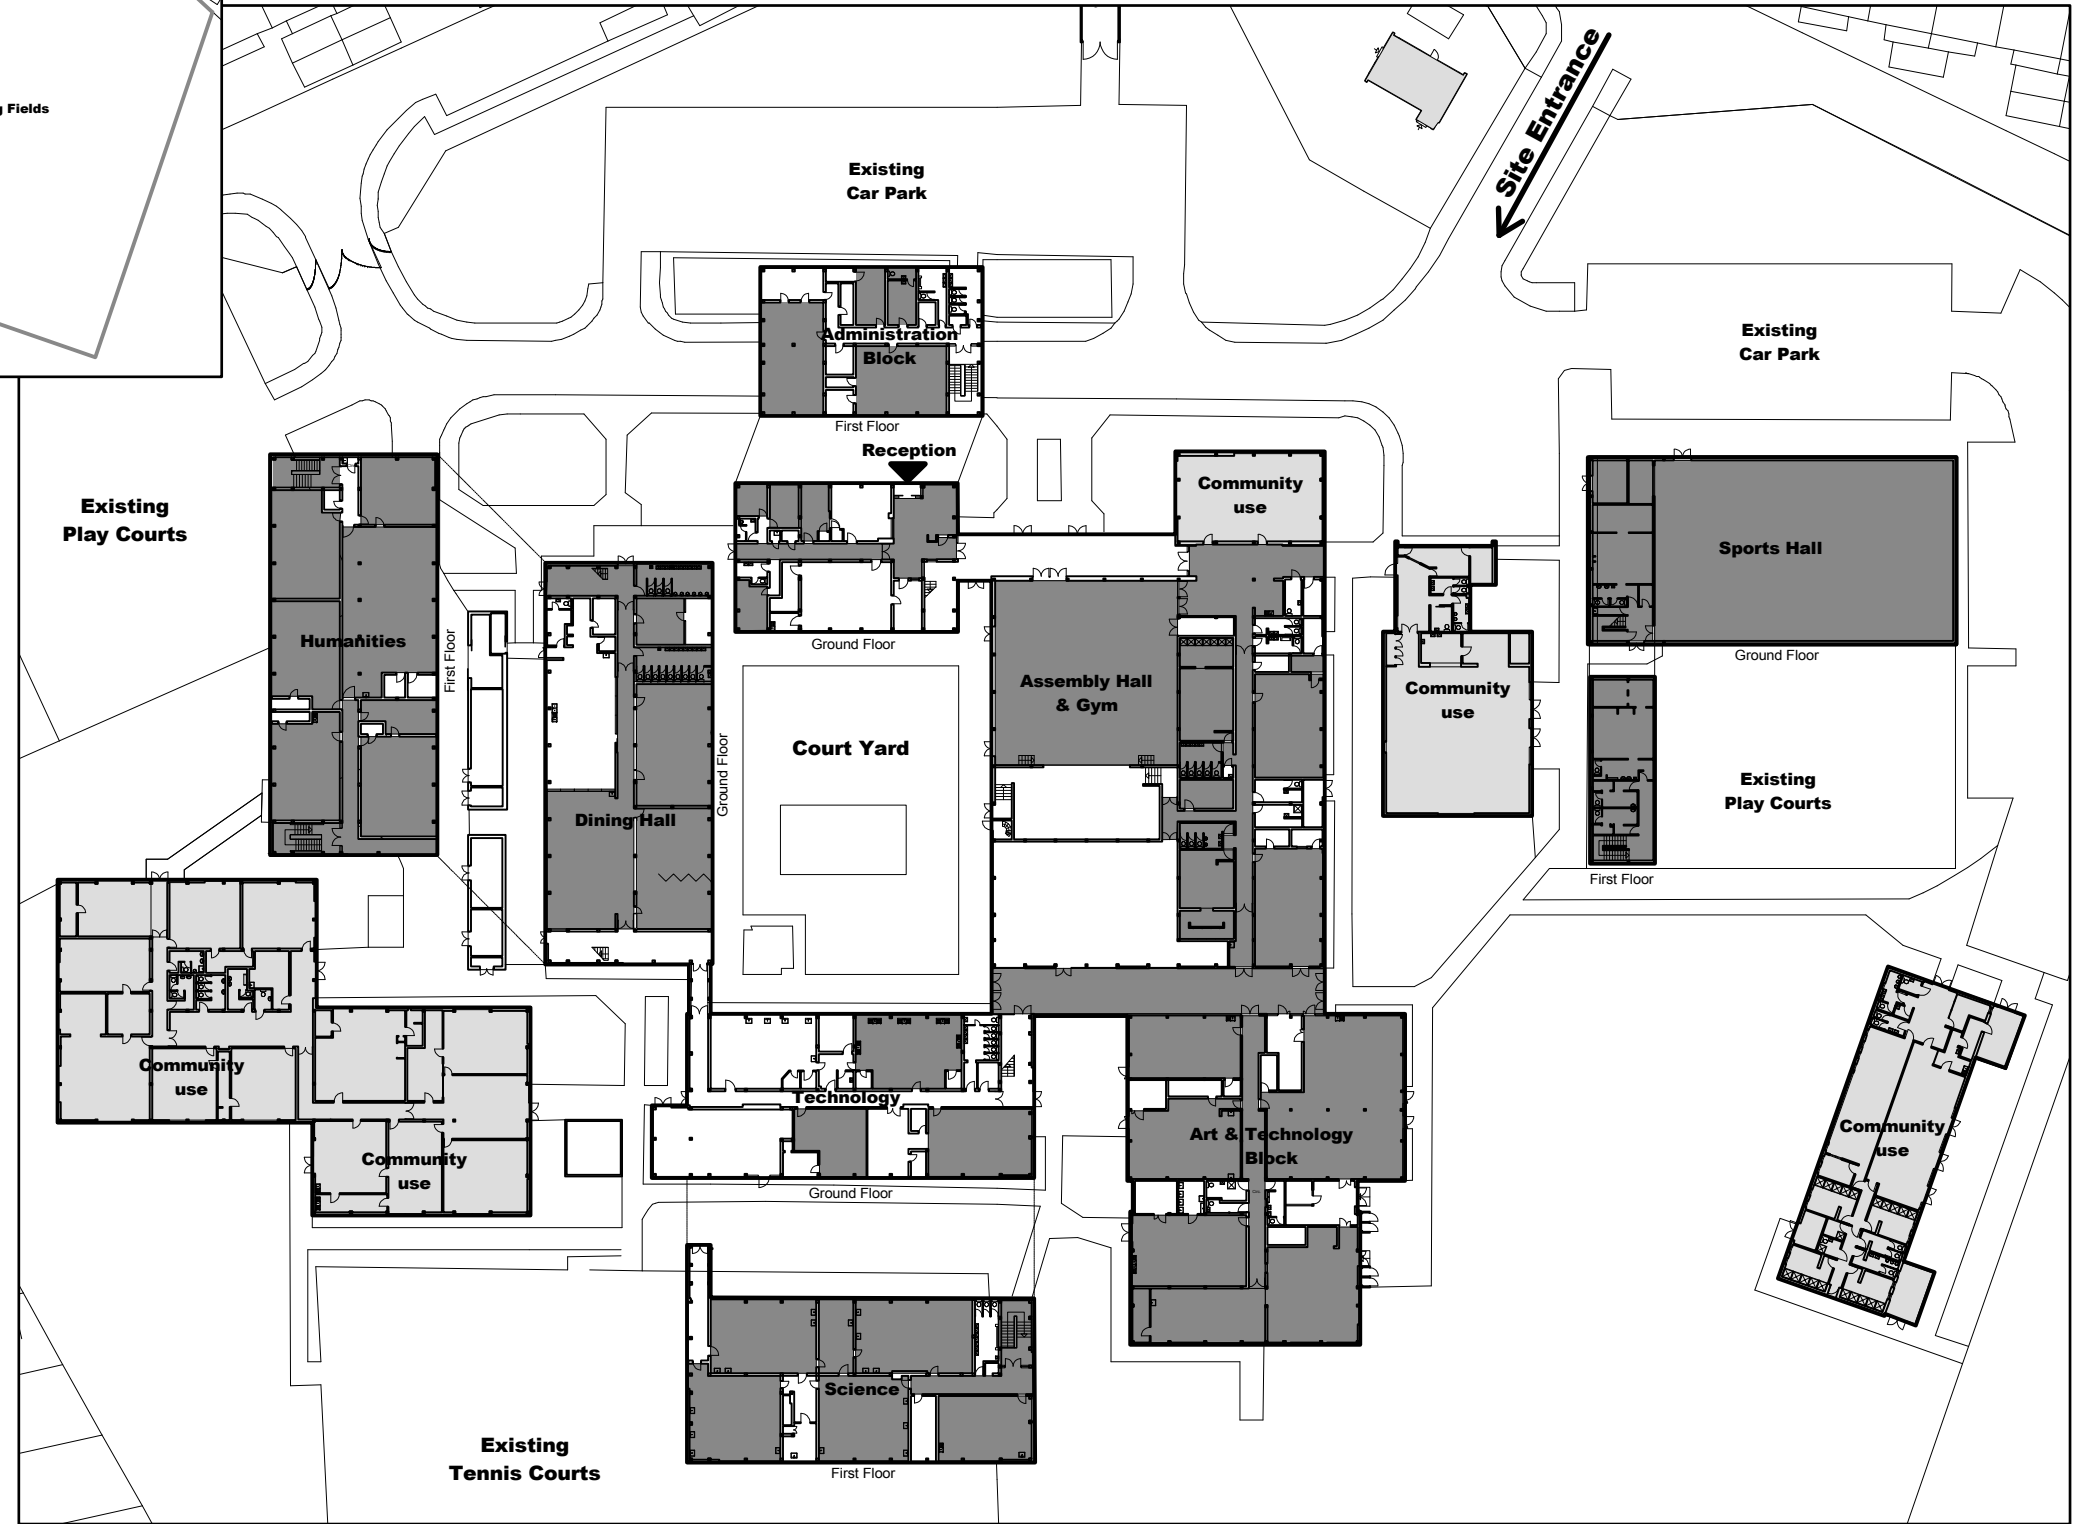 g Fields
Site Entrance
Existing
Car Park
Existing
Car Park
Administration
Block
First Floor
Reception
Existing
Play Courts
Community
use
Sports Hall
Humanities
First Floor
Ground Floor
Ground Floor
Assembly Hall
& Gym
Community
use
Court Yard
Ground Floor
Existing
Play Courts
Dining Hall
First Floor
Community
use
Technology
Community
use
Art & Technology
Block
Community
use
Ground Floor
Science
Existing
Tennis Courts
First Floor